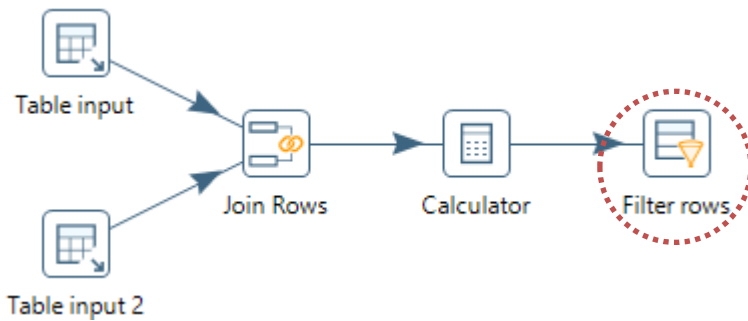 Table input
Join Rows
Calculator
Filter rows
Table input 2